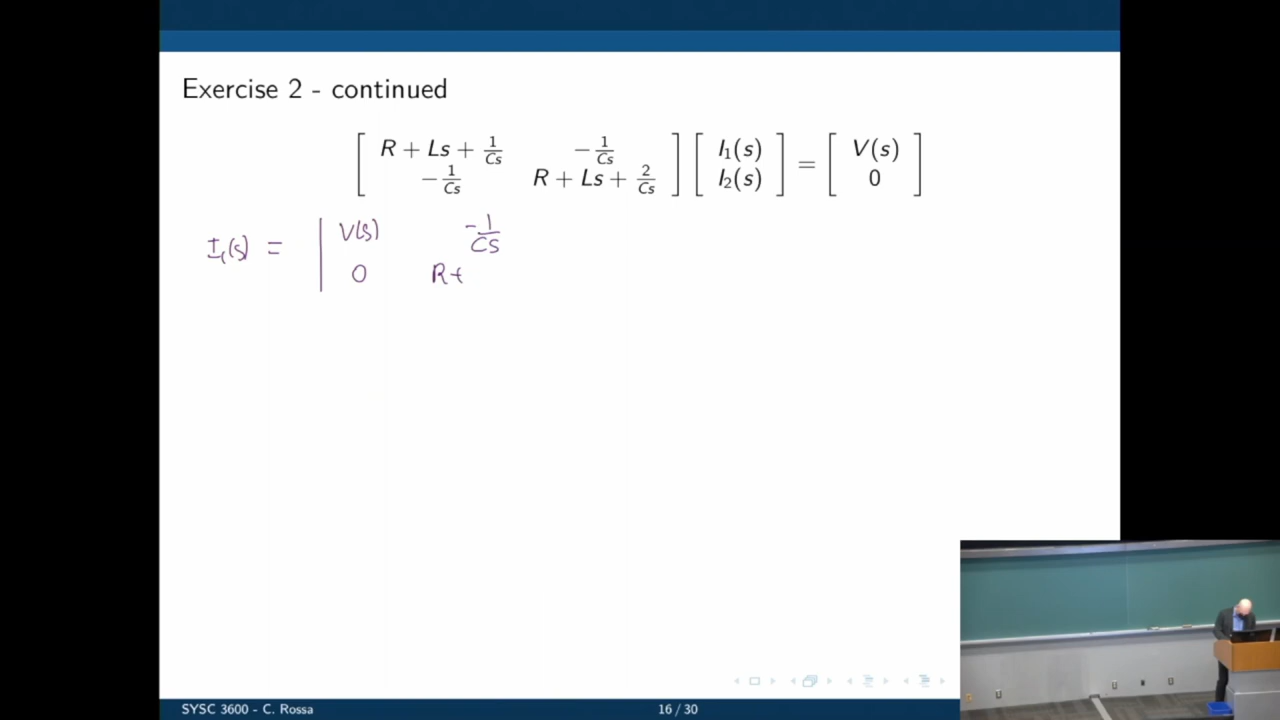 Exercise 2 - continued
[ R + Ls + 1/Cs   −1/Cs ] [ I₁(s) ] = [ V(s) ]
[ −1/Cs   R + Ls + 2/Cs ] [ I₂(s) ]   [ 0 ]
I₁(s) = | V(s)   -1/Cs
| 0   R+
SYSC 3600 - C. Rossa
16 / 30